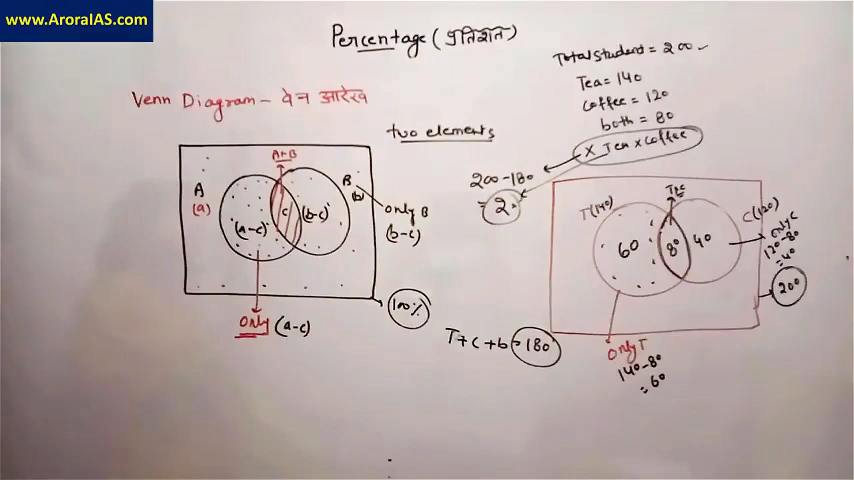 www.AroraIAS.com
Percentage (प्रतिशत)
Venn Diagram - वेन आरेख
two elements
A+B
A
(a)
B
(b)
(a-c)
c
(b-c)
only B
(b-c)
100%
only (a-c)
Total student = 200
Tea = 140
coffee = 120
both = 80
x Tea x coffee
200-180
= 20
T(140)
T&C
C(120)
60
80
40
only C
120-80
= 40
200
T+C+b = 180
only T
140-80
= 60